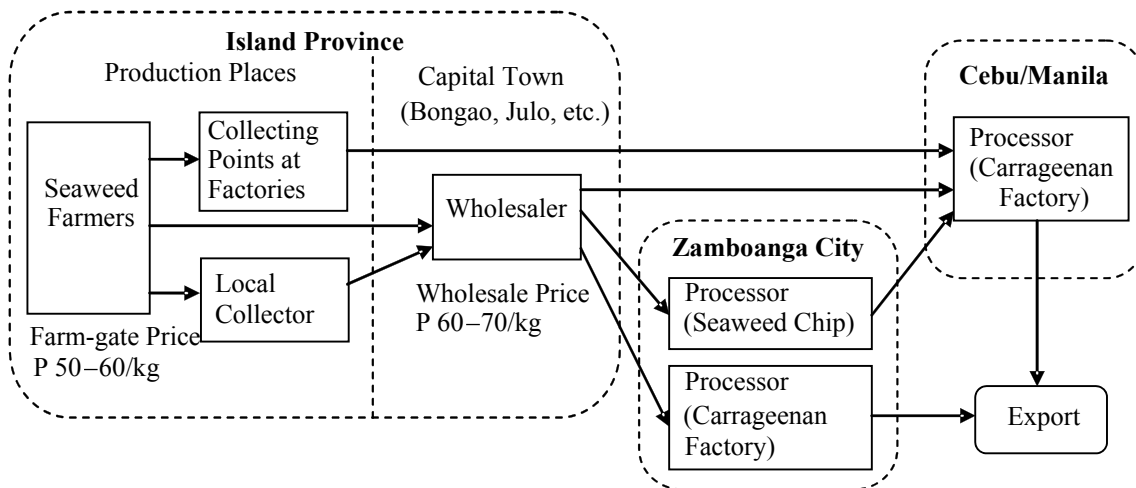 Island Province
Production Places
Capital Town
(Bongao, Julo, etc.)
Cebu/Manila
Seaweed
Farmers
Collecting
Points at
Factories
Local
Collector
Farm-gate Price
P 50–60/kg
Wholesaler
Wholesale Price
P 60–70/kg
Zamboanga City
Processor
(Seaweed Chip)
Processor
(Carrageenan
Factory)
Processor
(Carrageenan
Factory)
Export